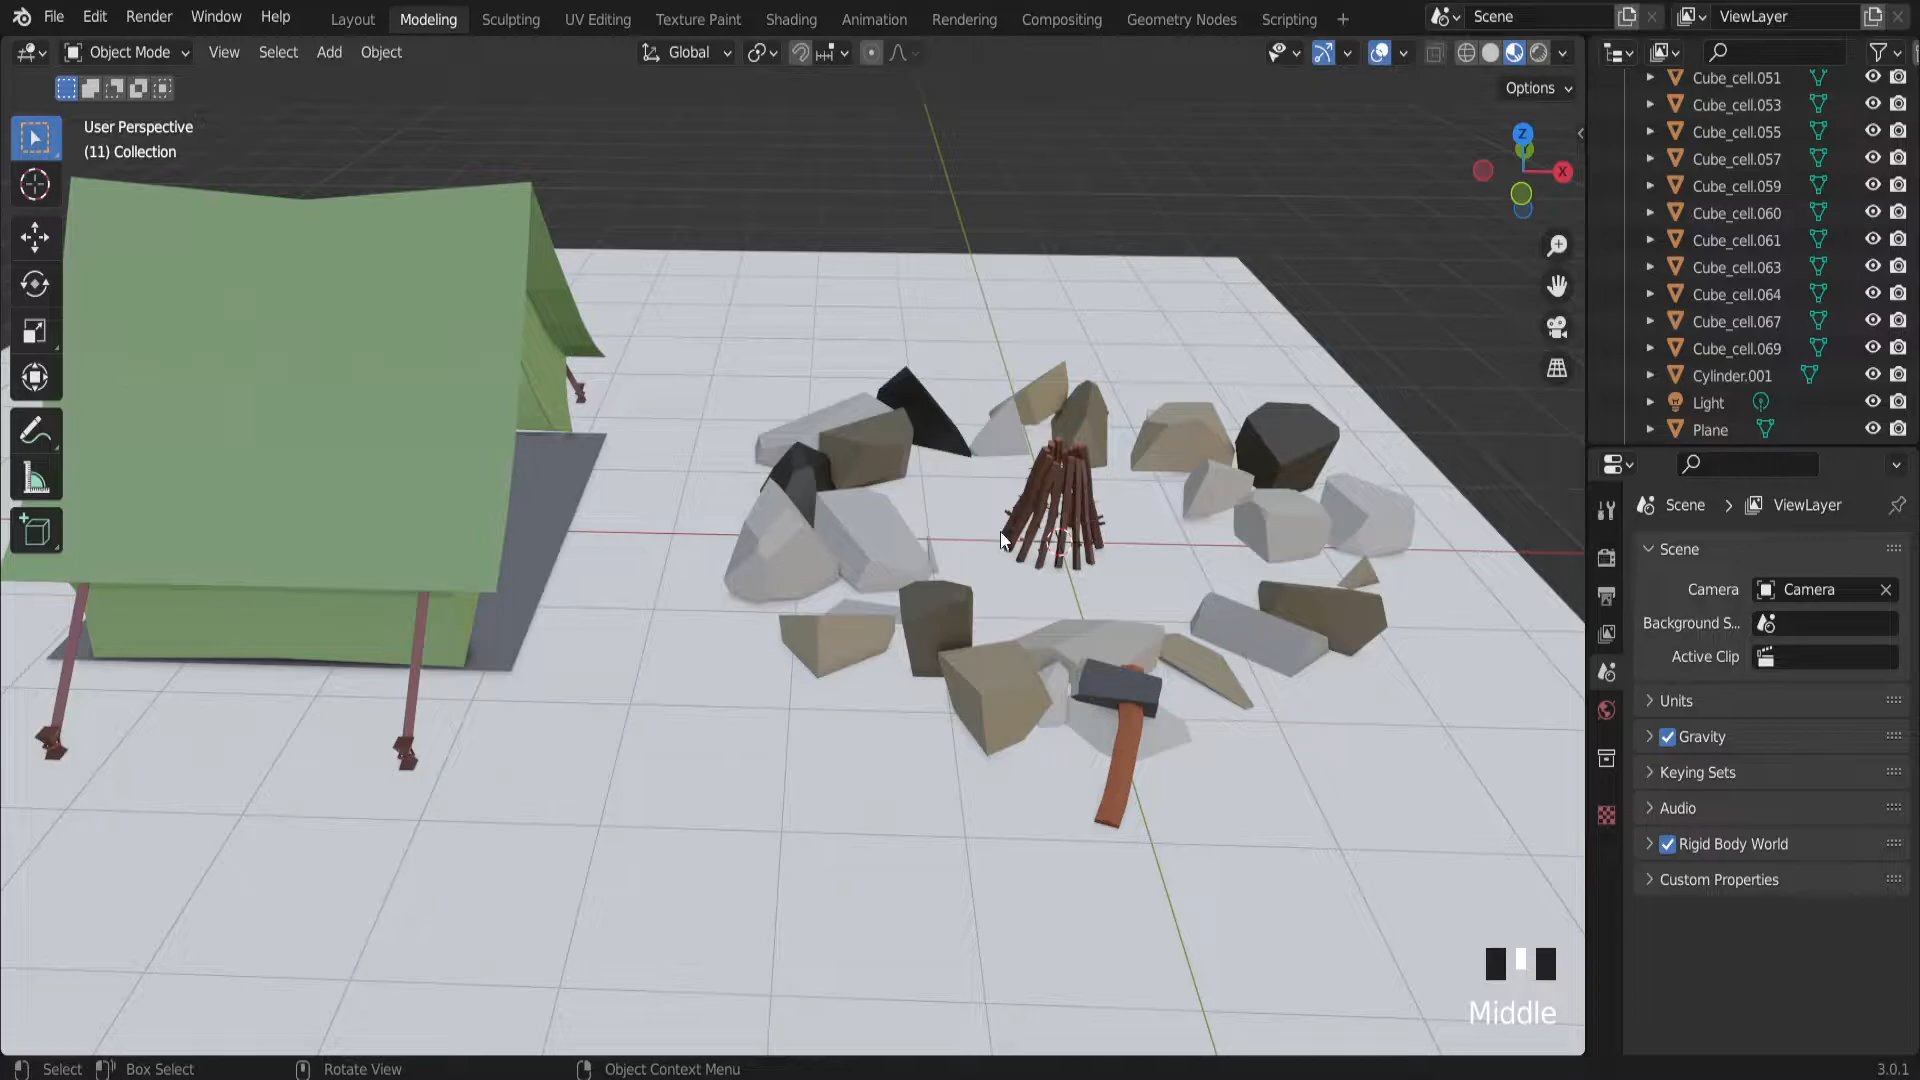 File Edit Render Window Help Layout Modeling Sculpting UV Editing Texture Paint Shading Animation Rendering Compositing Geometry Nodes Scripting + Scene ViewLayer
Object Mode View Select Add Object Global
Options
User Perspective
(11) Collection
Z
X
Cube_cell.051
Cube_cell.053
Cube_cell.055
Cube_cell.057
Cube_cell.059
Cube_cell.060
Cube_cell.061
Cube_cell.063
Cube_cell.064
Cube_cell.067
Cube_cell.069
Cylinder.001
Light
Plane
Scene > ViewLayer
Scene
Camera Camera
Background S...
Active Clip
Units
Gravity
Keying Sets
Audio
Rigid Body World
Custom Properties
Middle
Select Box Select Rotate View Object Context Menu 3.0.1